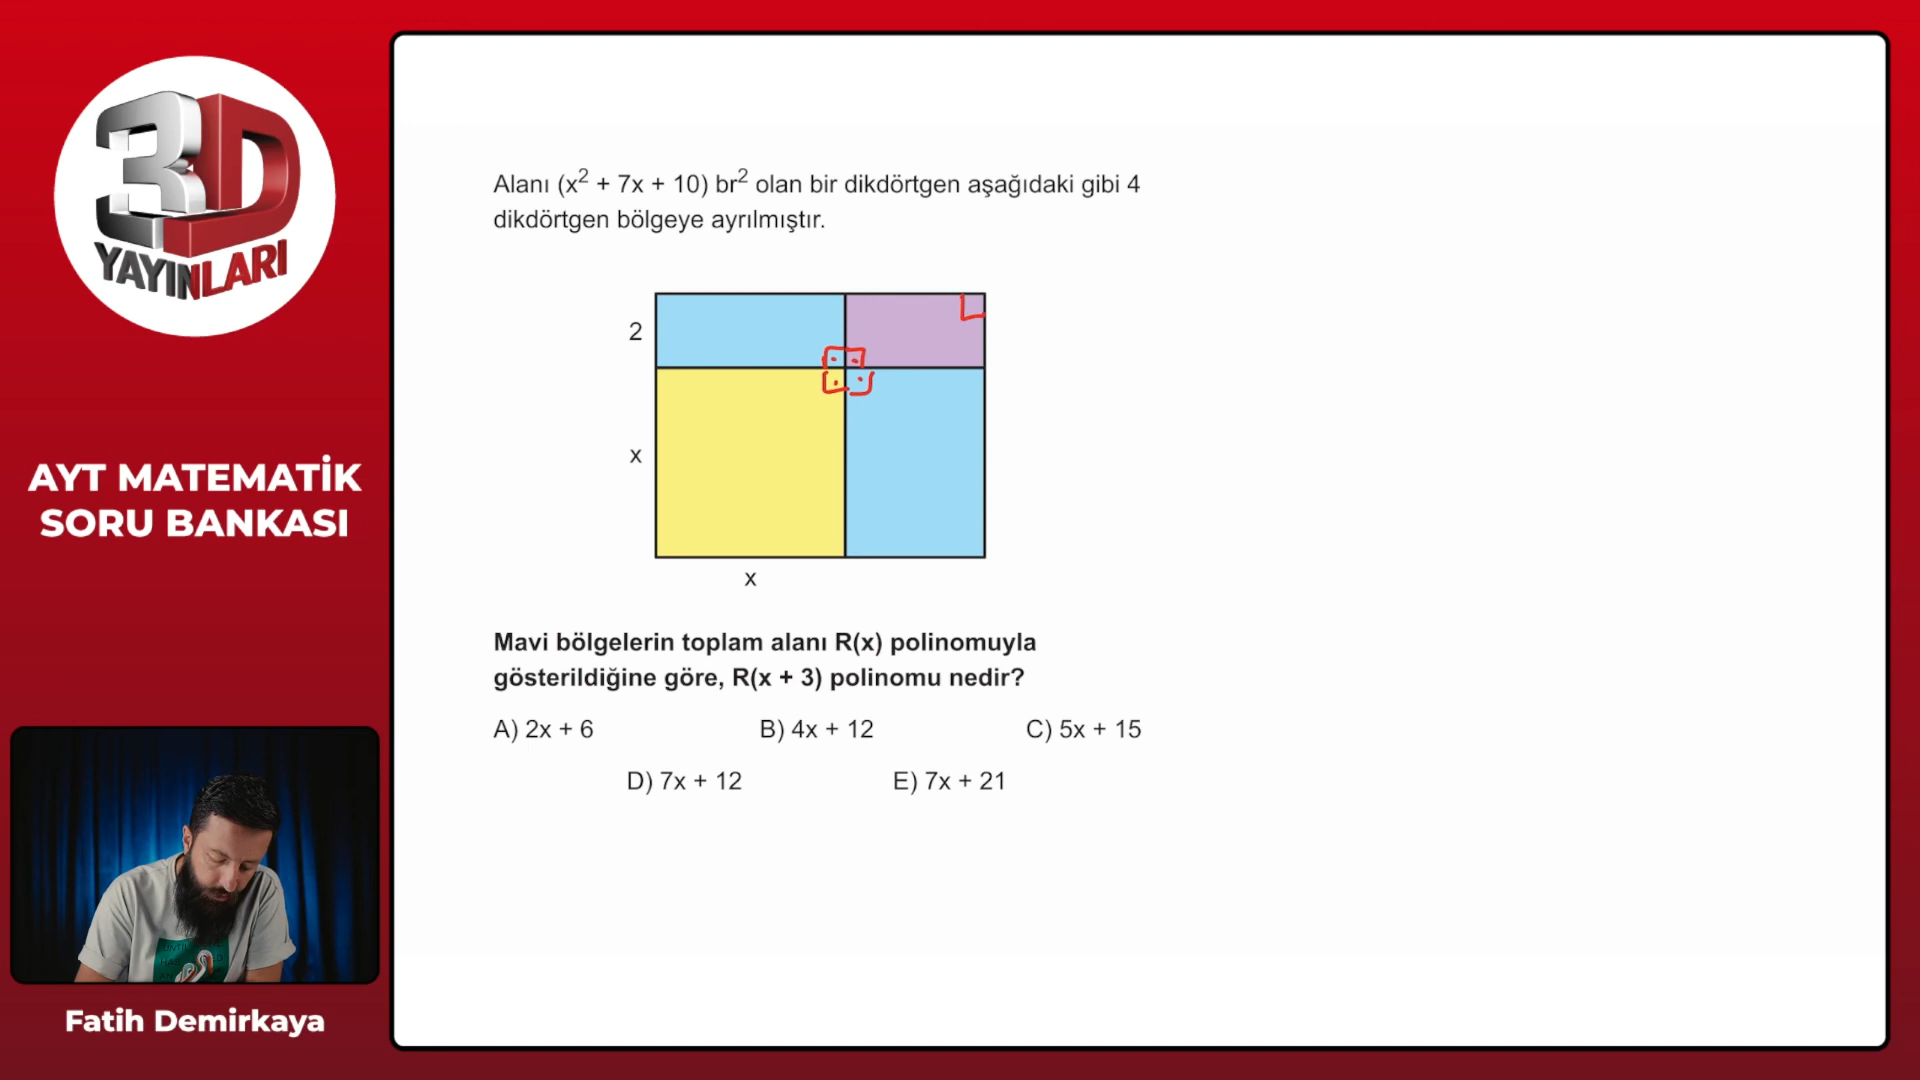 3D
YAYINLARI
AYT MATEMATİK
SORU BANKASI
Fatih Demirkaya
Alanı (x² + 7x + 10) br² olan bir dikdörtgen aşağıdaki gibi 4
dikdörtgen bölgeye ayrılmıştır.
2
x
x
Mavi bölgelerin toplam alanı R(x) polinomuyla
gösterildiğine göre, R(x + 3) polinomu nedir?
A) 2x + 6 B) 4x + 12 C) 5x + 15
D) 7x + 12 E) 7x + 21